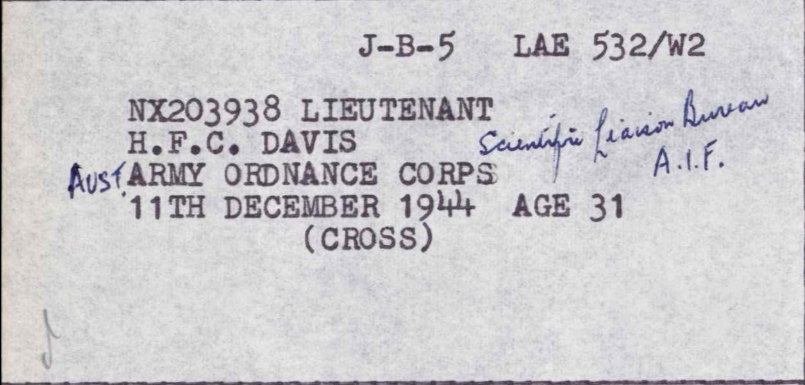 J-B-5 LAE 532/W2
NX203938 LIEUTENANT
H.F.C. DAVIS
Scientific Liaison Bureau
A.I.F.
AUST. ARMY ORDNANCE CORPS
11TH DECEMBER 1944 AGE 31
(CROSS)